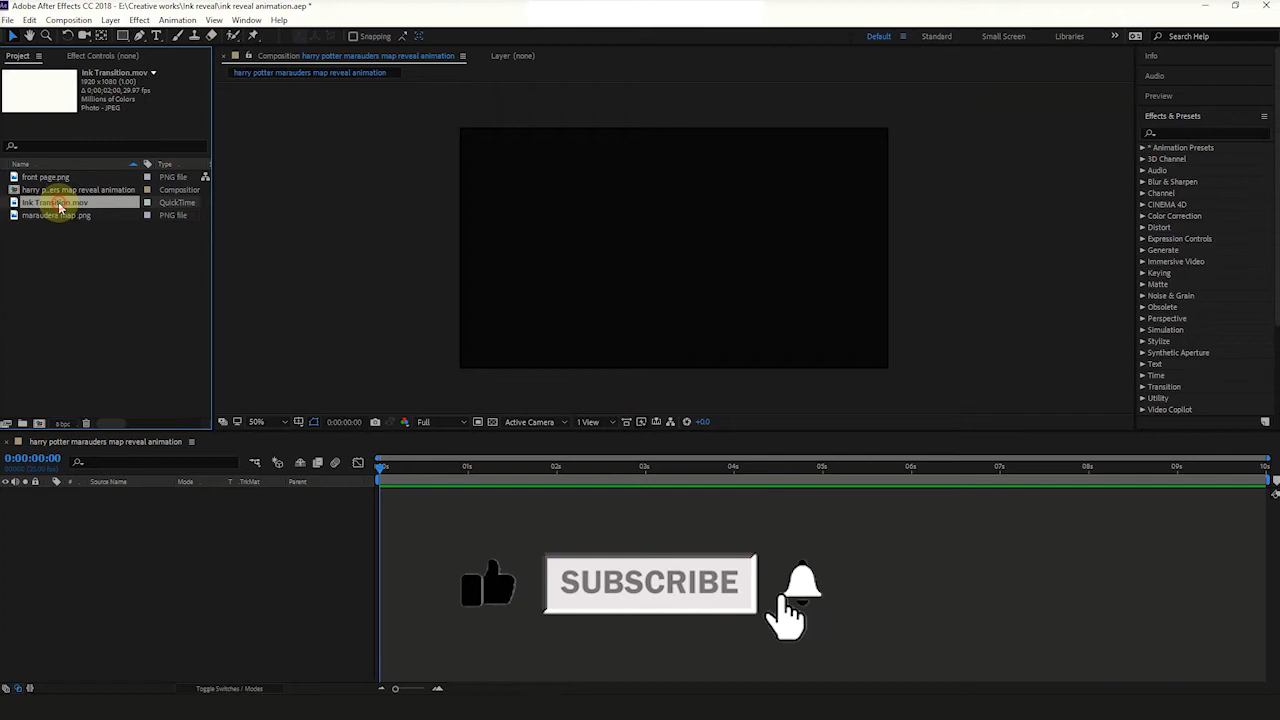 Adobe After Effects CC 2018 - E:\Creative works\Ink reveal\ink reveal animation.aep *
File Edit Composition Layer Effect Animation View Window Help
Snapping
Default Standard Small Screen Libraries Search Help
Project Effect Controls (none)
Composition harry potter marauders map reveal animation Layer (none)
harry potter marauders map reveal animation
Ink Transition.mov
1920 x 1080 (1.00)
Δ 0;00;02;00, 29.97 fps
Millions of Colors
Photo - JPEG
Name Type
front page.png PNG file
harry p...ers map reveal animation Composition
Ink Transition.mov QuickTime
marauders map .png PNG file
8 bpc
50% 0:00:00:00 Full Active Camera 1 View +0.0
Info
Audio
Preview
Effects & Presets
* Animation Presets
3D Channel
Audio
Blur & Sharpen
Channel
CINEMA 4D
Color Correction
Distort
Expression Controls
Generate
Immersive Video
Keying
Matte
Noise & Grain
Obsolete
Perspective
Simulation
Stylize
Synthetic Aperture
Text
Time
Transition
Utility
Video Copilot
harry potter marauders map reveal animation
0:00:00:00
00000 (25.00 fps)
# Source Name Mode T .TrkMat Parent
01s 02s 03s 04s 05s 06s 07s 08s 09s 10s
SUBSCRIBE
Toggle Switches / Modes